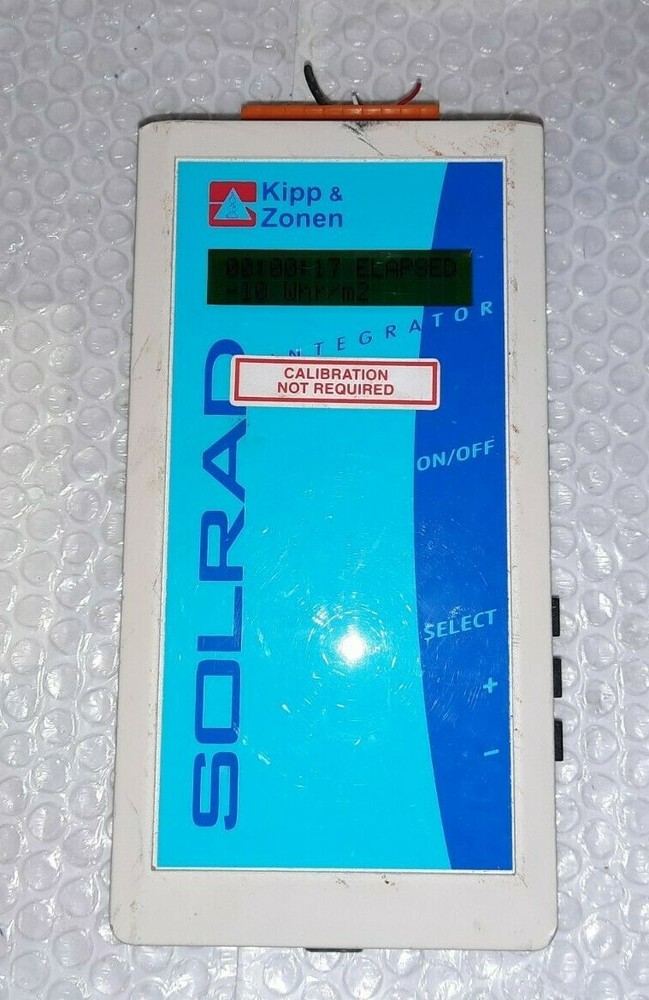 Kipp &
Zonen
00:00:17 ELAPSED
-10 Whr/m2
INTEGRATOR
CALIBRATION
NOT REQUIRED
SOLRAD
ON/OFF
SELECT
+
-